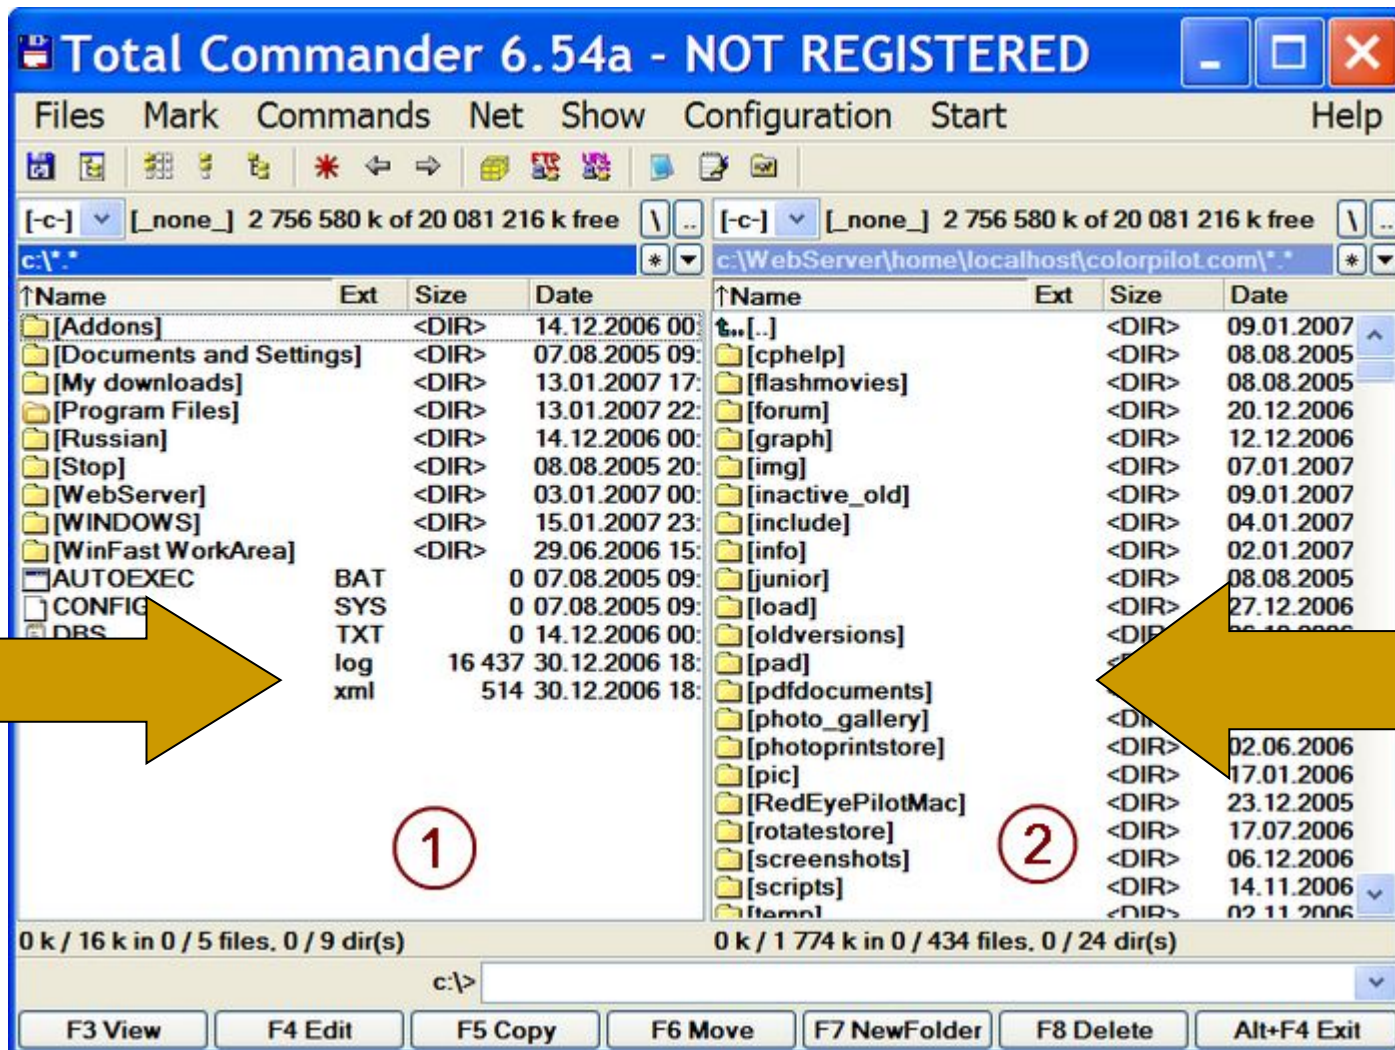 Total Commander 6.54a - NOT REGISTERED
Files Mark Commands Net Show Configuration Start Help
[-c-] [_none_] 2 756 580 k of 20 081 216 k free \ ..
c:\*.* *
↑Name Ext Size Date
[Addons] <DIR> 14.12.2006 00:
[Documents and Settings] <DIR> 07.08.2005 09:
[My downloads] <DIR> 13.01.2007 17:
[Program Files] <DIR> 13.01.2007 22:
[Russian] <DIR> 14.12.2006 00:
[Stop] <DIR> 08.08.2005 20:
[WebServer] <DIR> 03.01.2007 00:
[WINDOWS] <DIR> 15.01.2007 23:
[WinFast WorkArea] <DIR> 29.06.2006 15:
AUTOEXEC BAT 0 07.08.2005 09:
CONFIG SYS 0 07.08.2005 09:
DBS TXT 0 14.12.2006 00:
log 16 437 30.12.2006 18:
xml 514 30.12.2006 18:
1
0 k / 16 k in 0 / 5 files, 0 / 9 dir(s)
[-c-] [_none_] 2 756 580 k of 20 081 216 k free \ ..
c:\WebServer\home\localhost\colorpilot.com\*.* *
↑Name Ext Size Date
[..] <DIR> 09.01.2007
[cphelp] <DIR> 08.08.2005
[flashmovies] <DIR> 08.08.2005
[forum] <DIR> 20.12.2006
[graph] <DIR> 12.12.2006
[img] <DIR> 07.01.2007
[inactive_old] <DIR> 09.01.2007
[include] <DIR> 04.01.2007
[info] <DIR> 02.01.2007
[junior] <DIR> 08.08.2005
[load] <DIR> 27.12.2006
[oldversions]
[pad]
[pdfdocuments]
[photo_gallery]
[photoprintstore] <DIR> 02.06.2006
[pic] <DIR> 17.01.2006
[RedEyePilotMac] <DIR> 23.12.2005
[rotatestore] <DIR> 17.07.2006
[screenshots] <DIR> 06.12.2006
[scripts] <DIR> 14.11.2006
[temp] <DIR> 02.11.2006
2
0 k / 1 774 k in 0 / 434 files, 0 / 24 dir(s)
c:\>
F3 View F4 Edit F5 Copy F6 Move F7 NewFolder F8 Delete Alt+F4 Exit